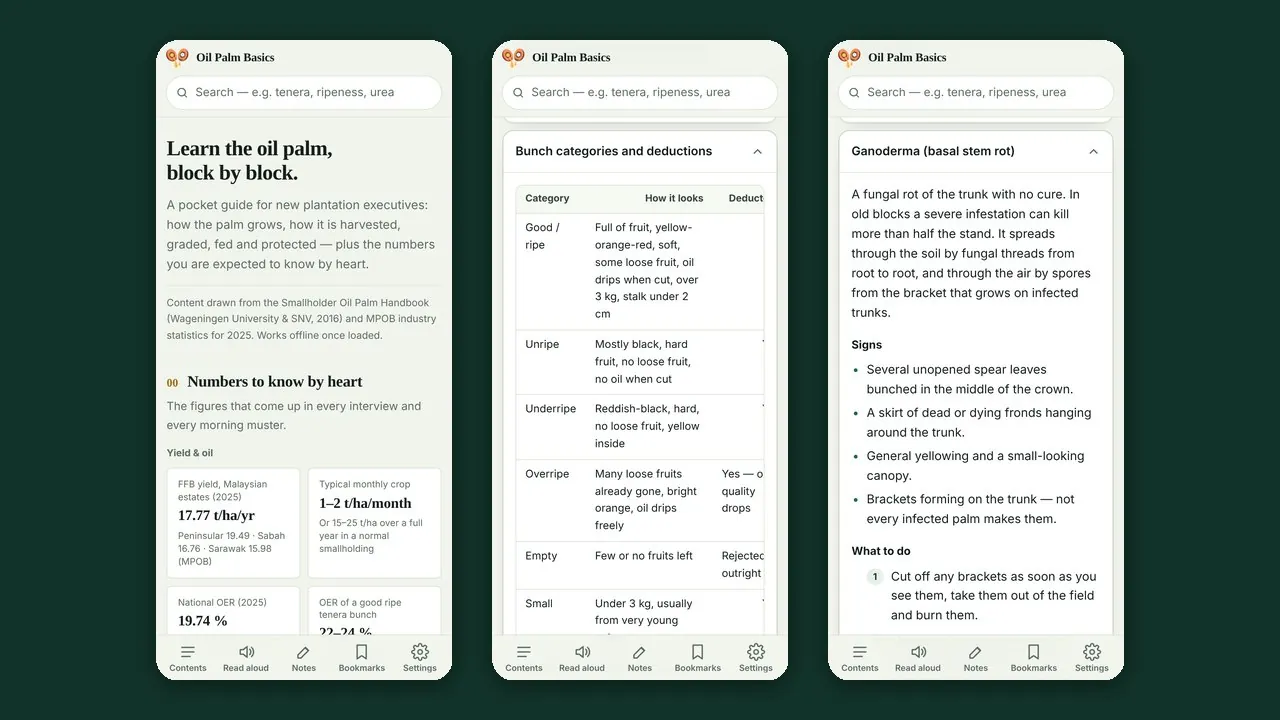 Oil Palm Basics
Search — e.g. tenera, ripeness, urea
Learn the oil palm,
block by block.
A pocket guide for new plantation executives:
how the palm grows, how it is harvested,
graded, fed and protected — plus the numbers
you are expected to know by heart.
Content drawn from the Smallholder Oil Palm Handbook
(Wageningen University & SNV, 2016) and MPOB industry
statistics for 2025. Works offline once loaded.
00 Numbers to know by heart
The figures that come up in every interview and
every morning muster.
Yield & oil
FFB yield, Malaysian
estates (2025)
17.77 t/ha/yr
Peninsular 19.49 · Sabah
16.76 · Sarawak 15.98
(MPOB)
Typical monthly crop
1–2 t/ha/month
Or 15–25 t/ha over a full
year in a normal
smallholding
National OER (2025)
19.74 %
OER of a good ripe
tenera bunch
22–24 %
Contents Read aloud Notes Bookmarks Settings
Oil Palm Basics
Search — e.g. tenera, ripeness, urea
Bunch categories and deductions
Category How it looks Deduct
Good /
ripe
Full of fruit, yellow-
orange-red, soft,
some loose fruit, oil
drips when cut, over
3 kg, stalk under 2
cm
Unripe
Mostly black, hard
fruit, no loose fruit,
no oil when cut
Underripe
Reddish-black, hard,
no loose fruit, yellow
inside
Overripe
Many loose fruits
already gone, bright
orange, oil drips
freely
Yes — o
quality
drops
Empty
Few or no fruits left
Rejected
outright
Small
Under 3 kg, usually
from very young
Contents Read aloud Notes Bookmarks Settings
Oil Palm Basics
Search — e.g. tenera, ripeness, urea
Ganoderma (basal stem rot)
A fungal rot of the trunk with no cure. In
old blocks a severe infestation can kill
more than half the stand. It spreads
through the soil by fungal threads from
root to root, and through the air by spores
from the bracket that grows on infected
trunks.
Signs
• Several unopened spear leaves
bunched in the middle of the crown.
• A skirt of dead or dying fronds hanging
around the trunk.
• General yellowing and a small-looking
canopy.
• Brackets forming on the trunk — not
every infected palm makes them.
What to do
1 Cut off any brackets as soon as you
see them, take them out of the field
and burn them.
Contents Read aloud Notes Bookmarks Settings